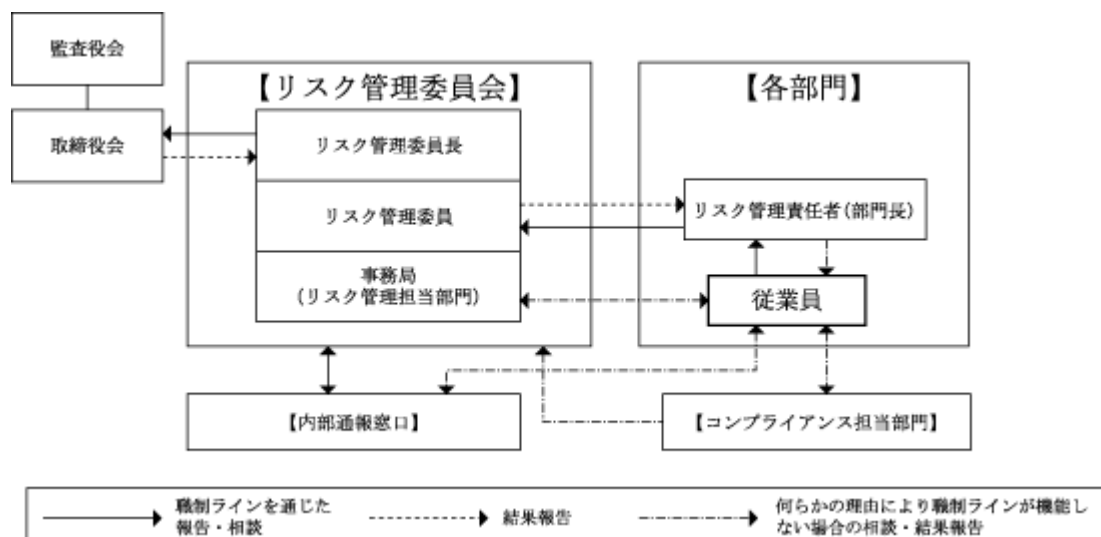 監査役会
取締役会
【リスク管理委員会】
リスク管理委員長
リスク管理委員
事務局
（リスク管理担当部門）
【各部門】
リスク管理責任者（部門長）
従業員
【内部通報窓口】
【コンプライアンス担当部門】
職制ラインを通じた
報告・相談
結果報告
何らかの理由により職制ラインが機能し
ない場合の相談・結果報告